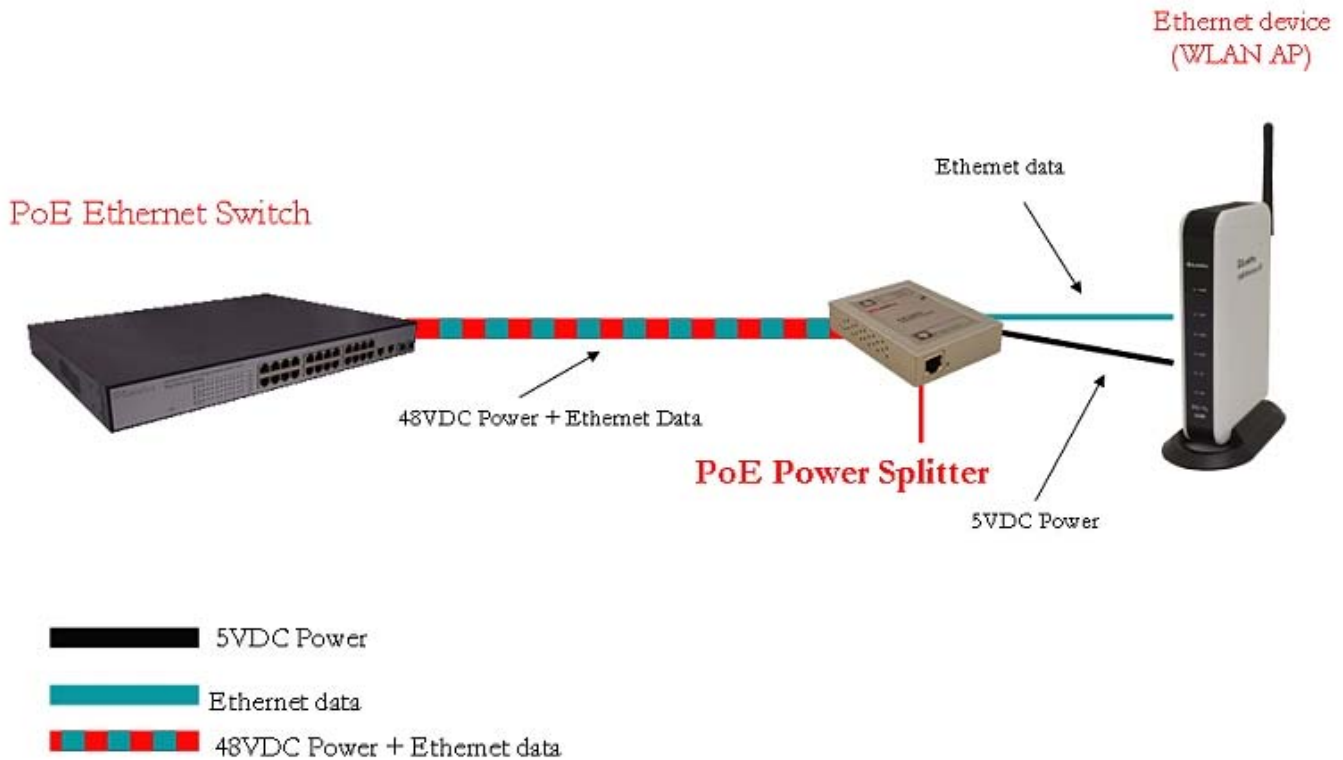 Ethernet device
(WLAN AP)
Ethernet data
PoE Ethernet Switch
48VDC Power + Ethernet Data
PoE Power Splitter
5VDC Power
5VDC Power
Ethernet data
48VDC Power + Ethernet data